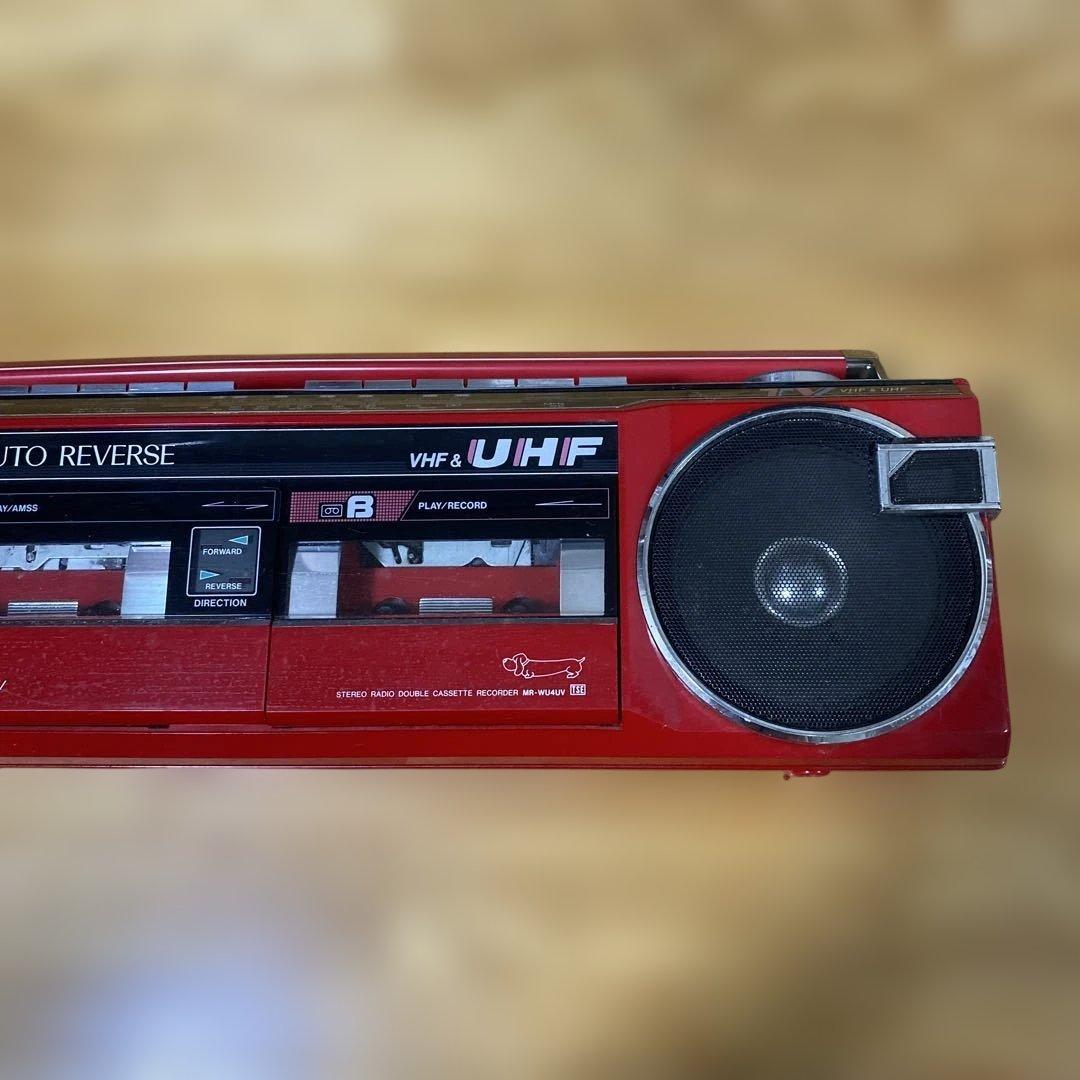 VHF & UHF
UTO REVERSE
VHF & UHF
AY/AMSS
B PLAY/RECORD
FORWARD
REVERSE
DIRECTION
STEREO RADIO DOUBLE CASSETTE RECORDER MR-WU4UV TSE